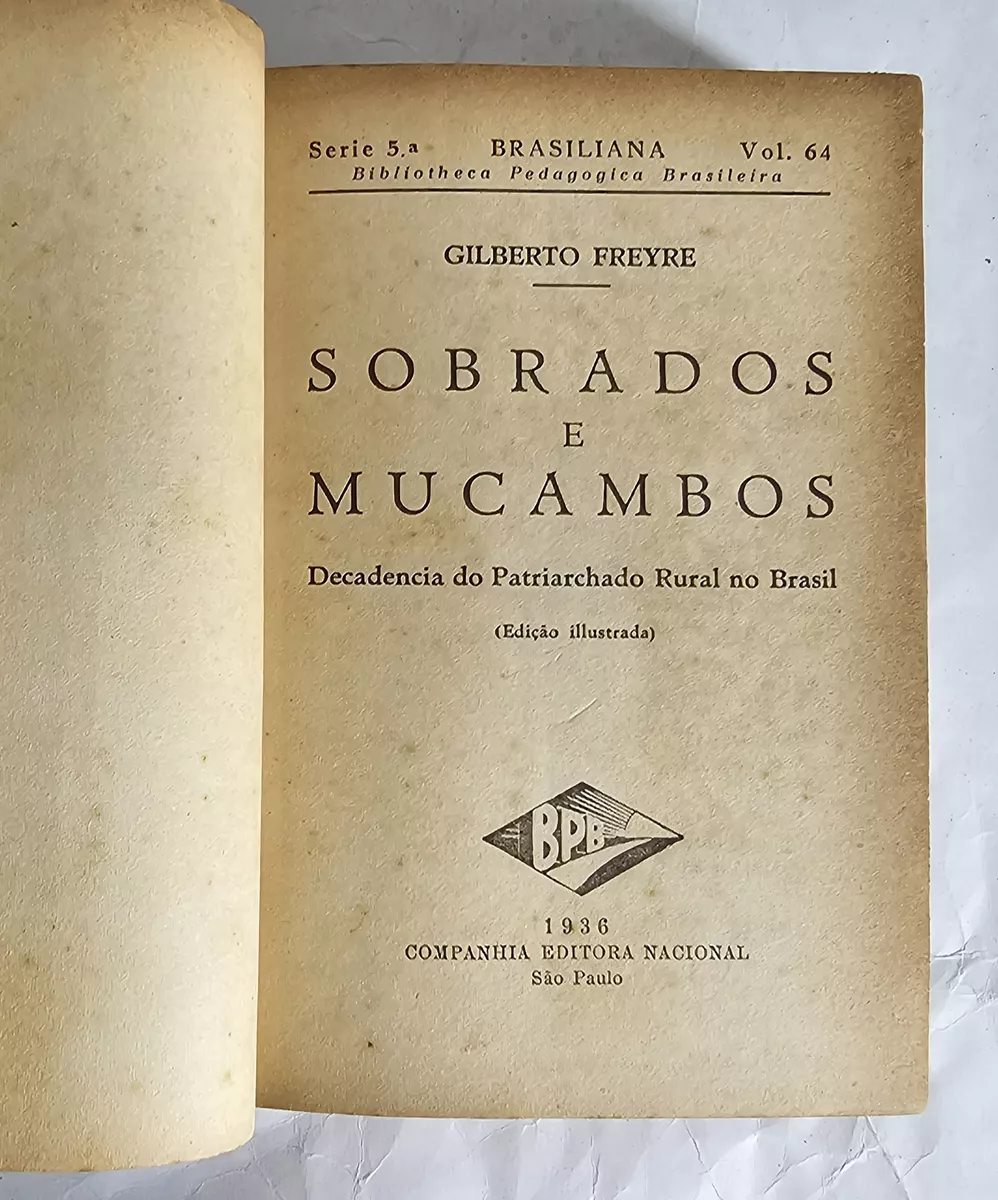 Serie 5.ª BRASILIANA Vol. 64
Bibliotheca Pedagogica Brasileira
GILBERTO FREYRE
SOBRADOS
E
MUCAMBOS
Decadencia do Patriarchado Rural no Brasil
(Edição illustrada)
BPB
1936
COMPANHIA EDITORA NACIONAL
São Paulo